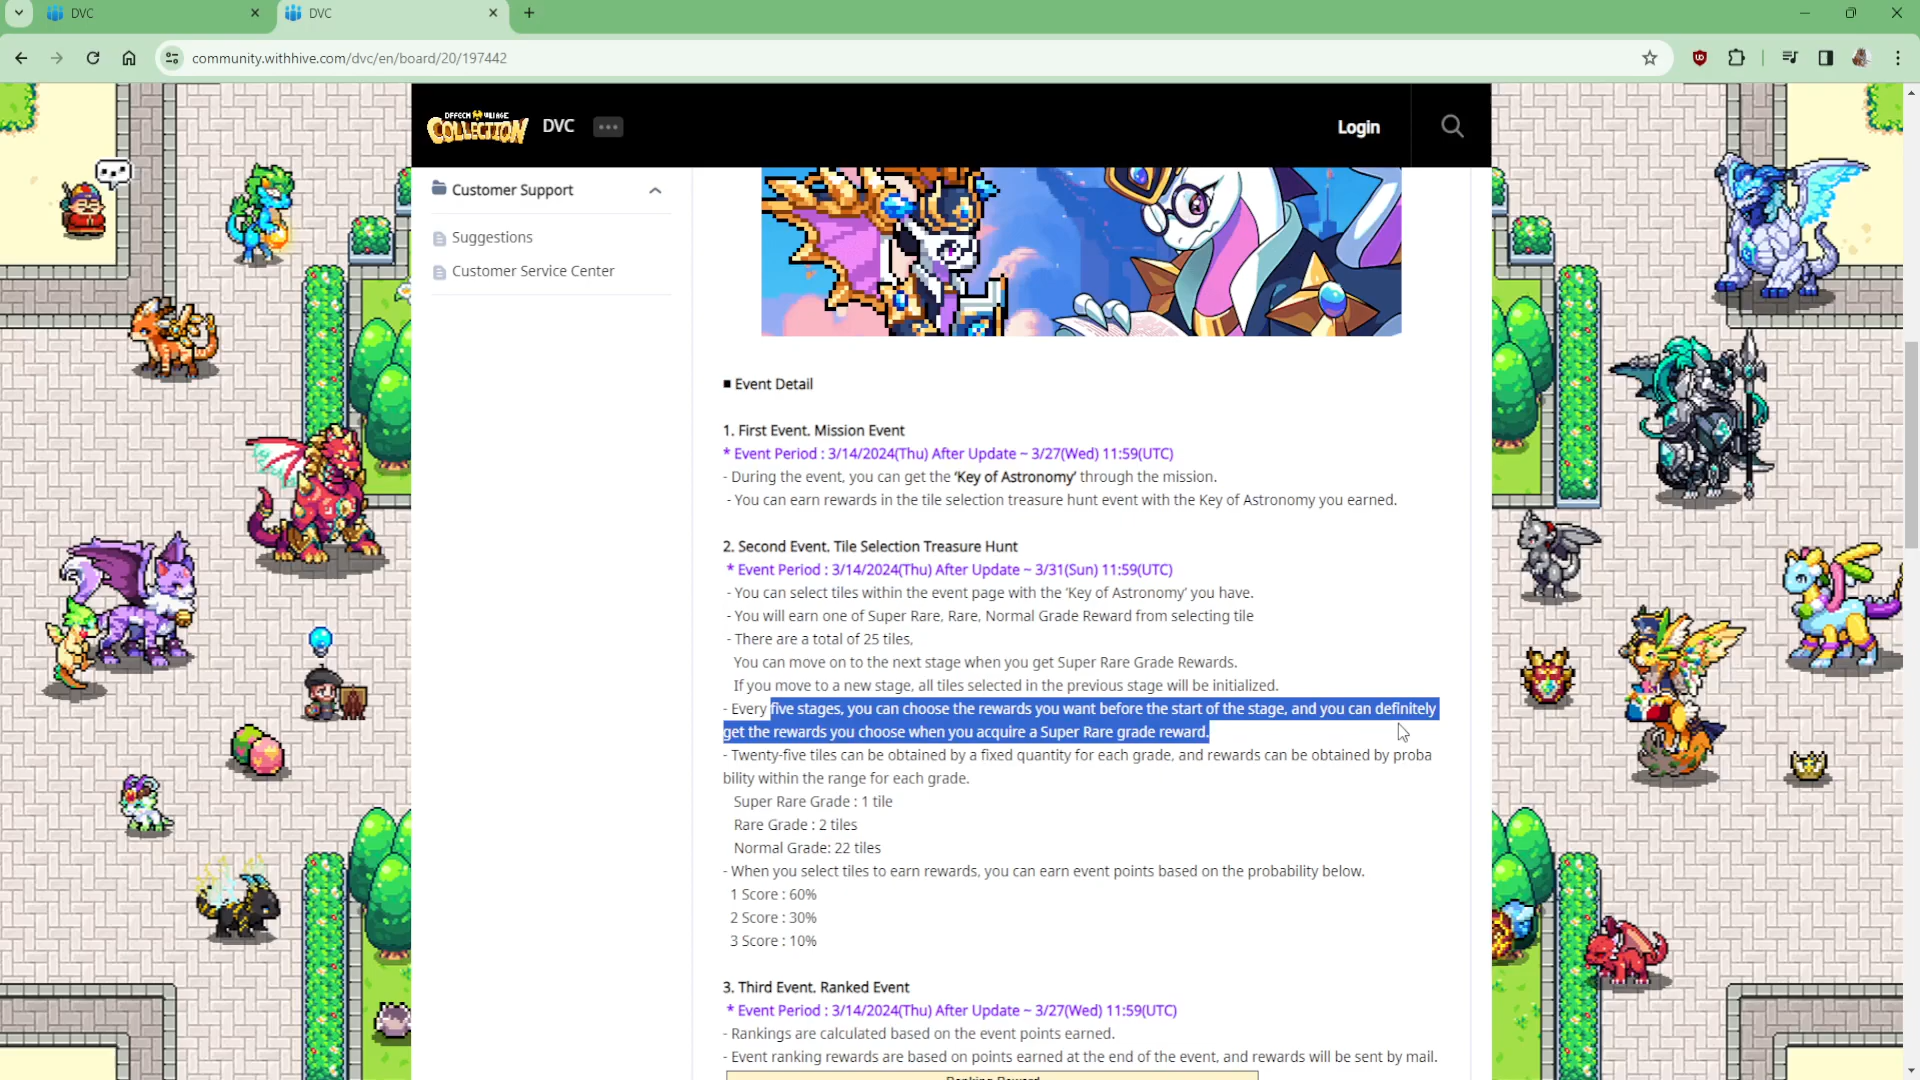 DVC
DVC
community.withhive.com/dvc/en/board/20/197442
COLLECTION
DVC
Login
Customer Support
Suggestions
Customer Service Center
■ Event Detail
1. First Event. Mission Event
* Event Period : 3/14/2024(Thu) After Update ~ 3/27(Wed) 11:59(UTC)
- During the event, you can get the ‘Key of Astronomy’ through the mission.
- You can earn rewards in the tile selection treasure hunt event with the Key of Astronomy you earned.
2. Second Event. Tile Selection Treasure Hunt
* Event Period : 3/14/2024(Thu) After Update ~ 3/31(Sun) 11:59(UTC)
- You can select tiles within the event page with the ‘Key of Astronomy’ you have.
- You will earn one of Super Rare, Rare, Normal Grade Reward from selecting tile
- There are a total of 25 tiles,
You can move on to the next stage when you get Super Rare Grade Rewards.
If you move to a new stage, all tiles selected in the previous stage will be initialized.
- Every five stages, you can choose the rewards you want before the start of the stage, and you can definitely
get the rewards you choose when you acquire a Super Rare grade reward.
- Twenty-five tiles can be obtained by a fixed quantity for each grade, and rewards can be obtained by proba
bility within the range for each grade.
Super Rare Grade : 1 tile
Rare Grade : 2 tiles
Normal Grade: 22 tiles
- When you select tiles to earn rewards, you can earn event points based on the probability below.
1 Score : 60%
2 Score : 30%
3 Score : 10%
3. Third Event. Ranked Event
* Event Period : 3/14/2024(Thu) After Update ~ 3/27(Wed) 11:59(UTC)
- Rankings are calculated based on the event points earned.
- Event ranking rewards are based on points earned at the end of the event, and rewards will be sent by mail.